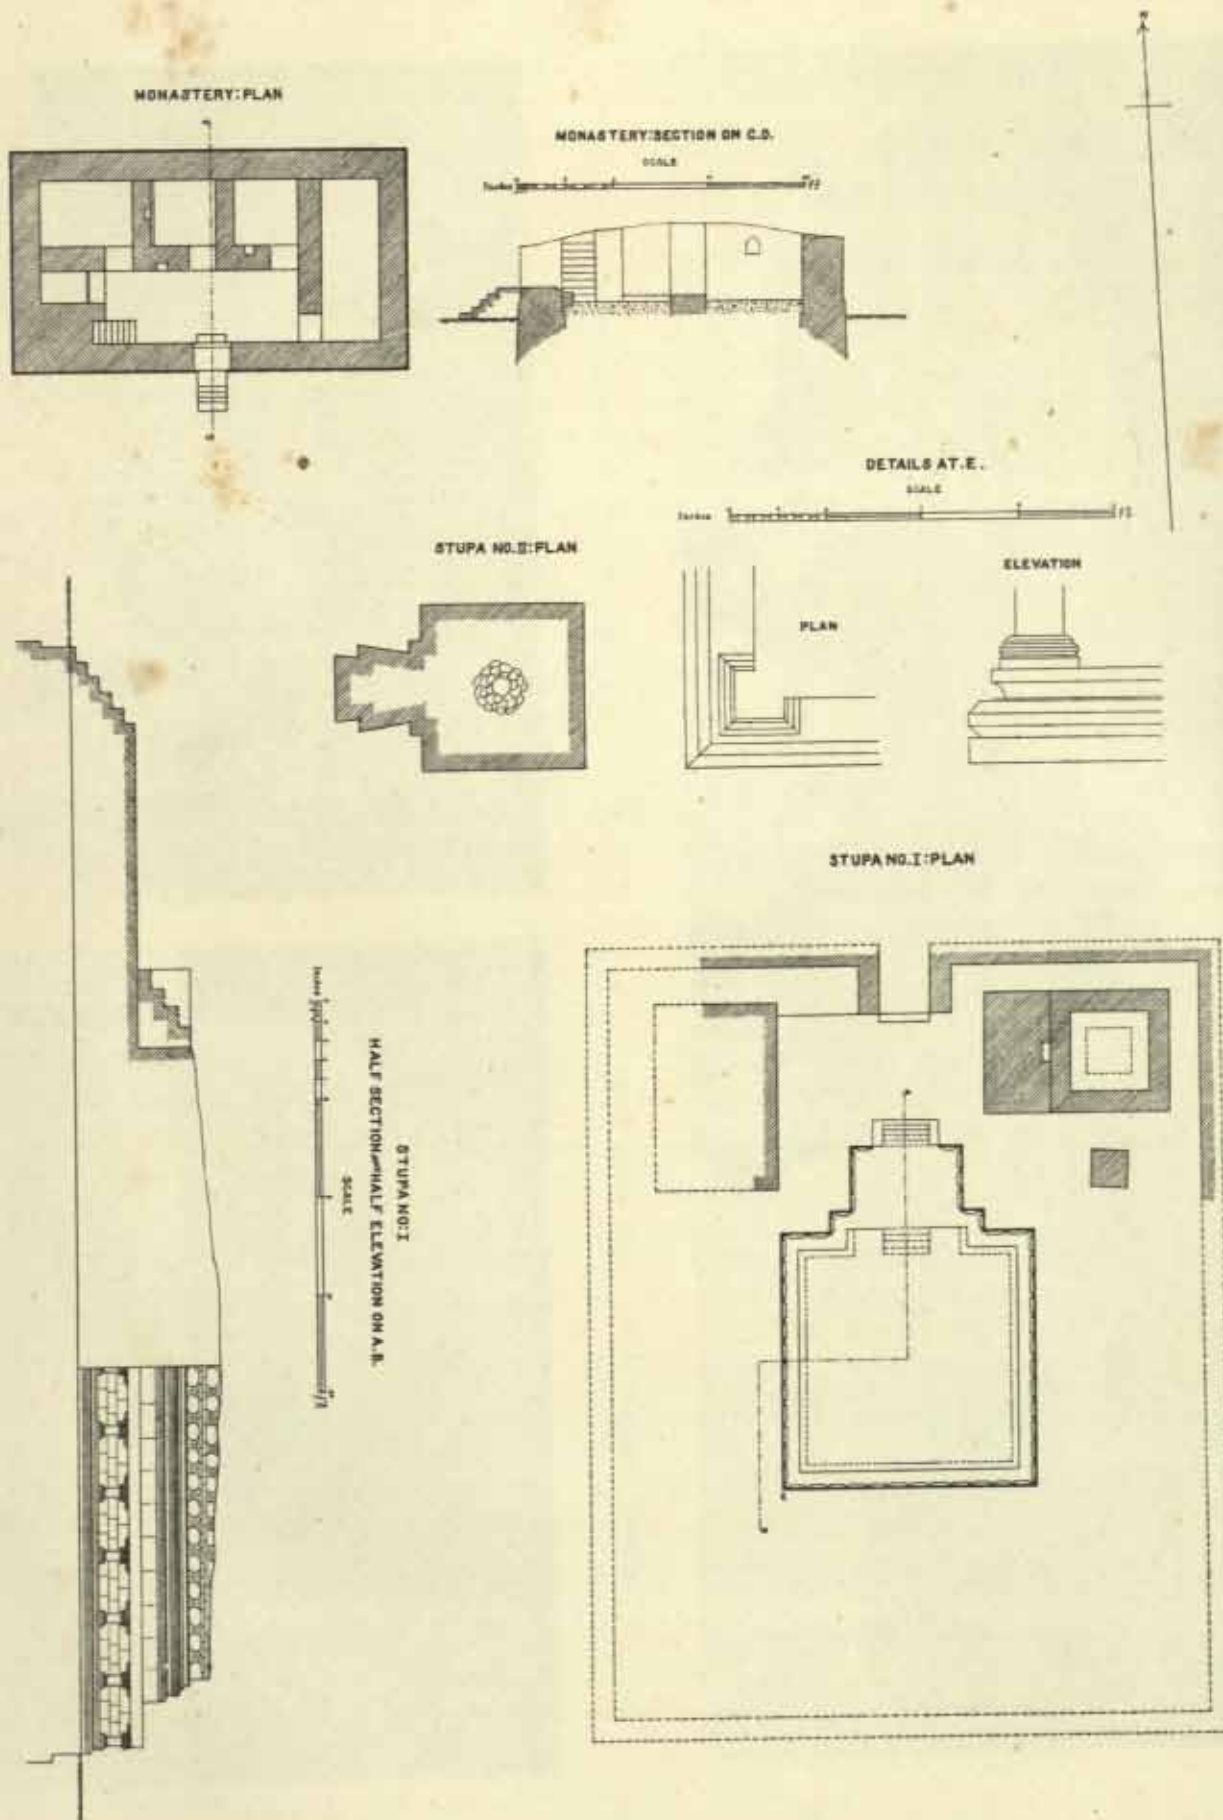 N
MONASTERY: PLAN
MONASTERY: SECTION ON C.D.
SCALE
DETAILS AT. E.
SCALE
Inches
STUPA NO. II: PLAN
PLAN
ELEVATION
STUPA NO. I: PLAN
STUPA NO: I
HALF SECTION AND HALF ELEVATION ON A.B.
SCALE